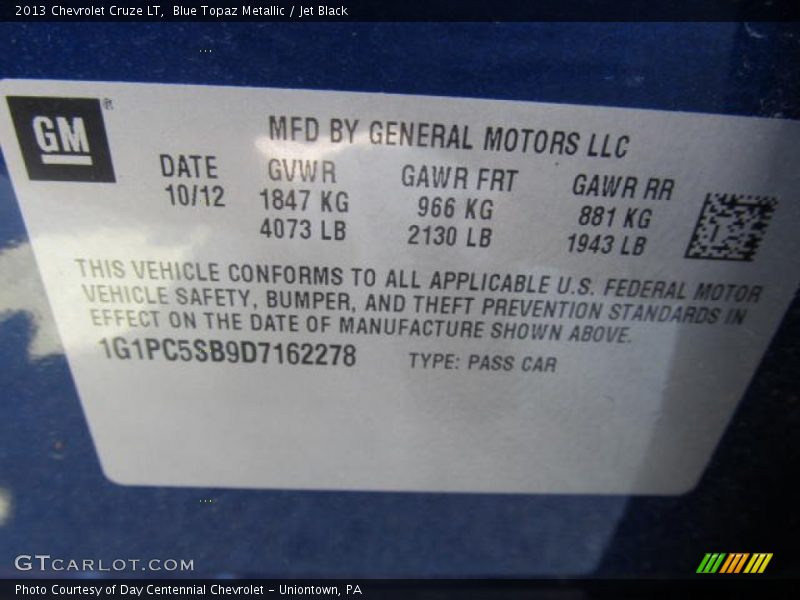 2013 Chevrolet Cruze LT, Blue Topaz Metallic / Jet Black
GM ®
MFD BY GENERAL MOTORS LLC
DATE GVWR GAWR FRT GAWR RR
10/12 1847 KG 966 KG 881 KG
4073 LB 2130 LB 1943 LB
THIS VEHICLE CONFORMS TO ALL APPLICABLE U.S. FEDERAL MOTOR
VEHICLE SAFETY, BUMPER, AND THEFT PREVENTION STANDARDS IN
EFFECT ON THE DATE OF MANUFACTURE SHOWN ABOVE.
1G1PC5SB9D7162278 TYPE: PASS CAR
GTCARLOT.COM
Photo Courtesy of Day Centennial Chevrolet - Uniontown, PA